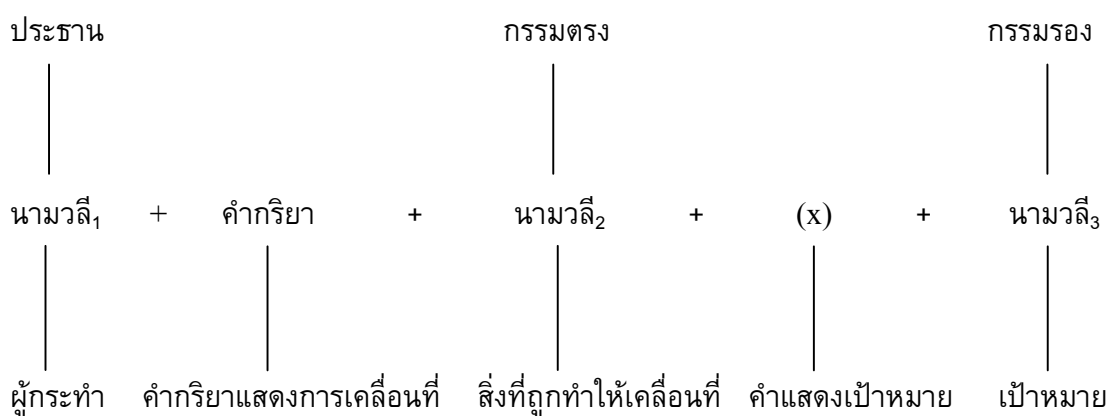 ประธาน กรรมตรง กรรมรอง
นามวลี₁ + คำกริยา + นามวลี₂ + (x) + นามวลี₃
ผู้กระทำ คำกริยาแสดงการเคลื่อนที่ สิ่งที่ถูกทำให้เคลื่อนที่ คำแสดงเป้าหมาย เป้าหมาย